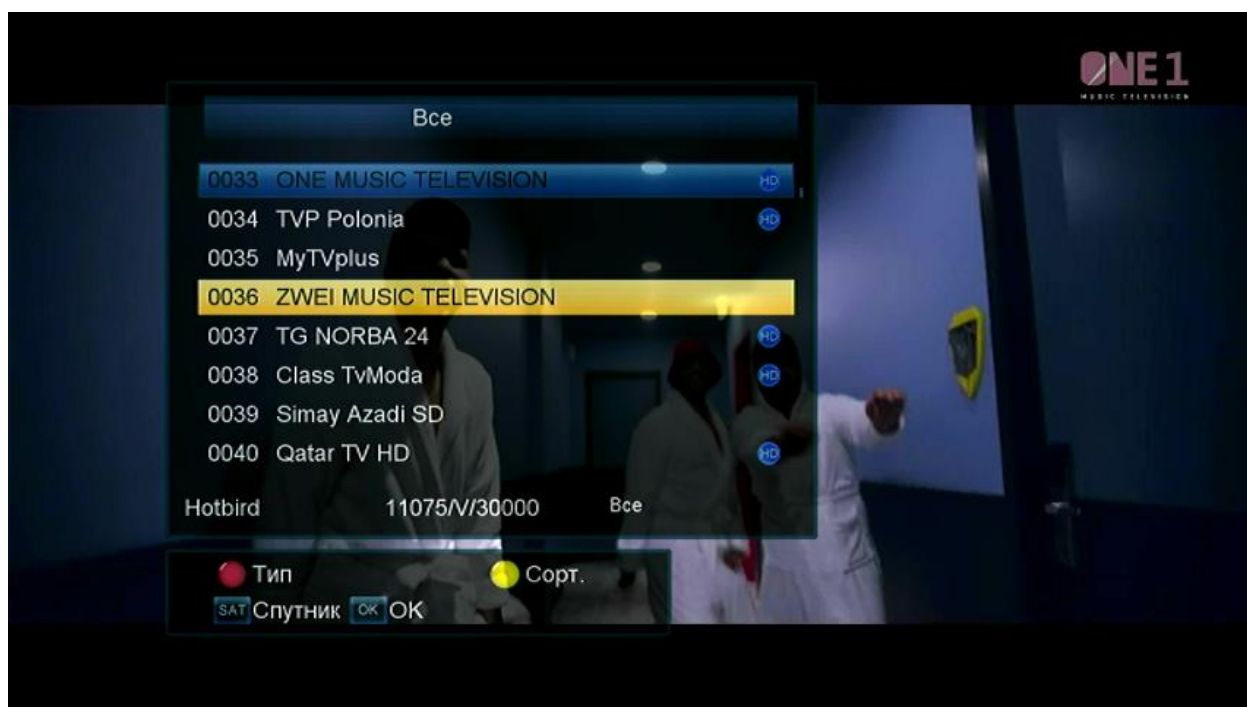 ONE 1
MUSIC TELEVISION
Все
0033 ONE MUSIC TELEVISION HD
0034 TVP Polonia HD
0035 MyTVplus
0036 ZWEI MUSIC TELEVISION
0037 TG NORBA 24 HD
0038 Class TvModa HD
0039 Simay Azadi SD
0040 Qatar TV HD HD
Hotbird 11075/V/30000 Все
Тип Сорт.
SAT Спутник OK OK